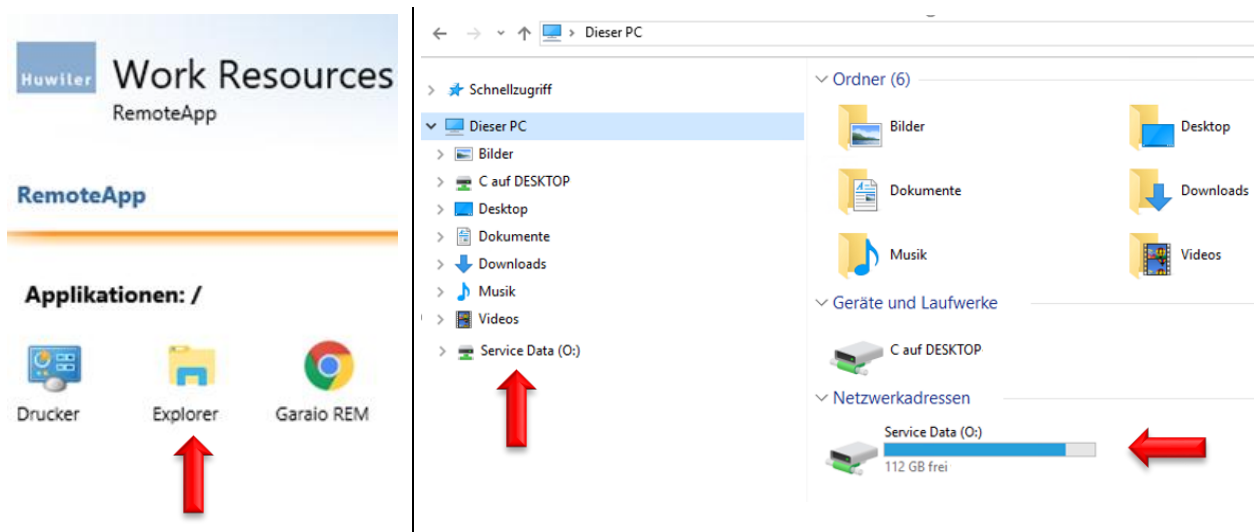 Huwiler
Work Resources
RemoteApp
RemoteApp
Applikationen: /
Drucker
Explorer
Garaio REM
Dieser PC
Schnellzugriff
Dieser PC
Bilder
C auf DESKTOP
Desktop
Dokumente
Downloads
Musik
Videos
Service Data (O:)
Ordner (6)
Bilder
Desktop
Dokumente
Downloads
Musik
Videos
Geräte und Laufwerke
C auf DESKTOP
Netzwerkadressen
Service Data (O:)
112 GB frei